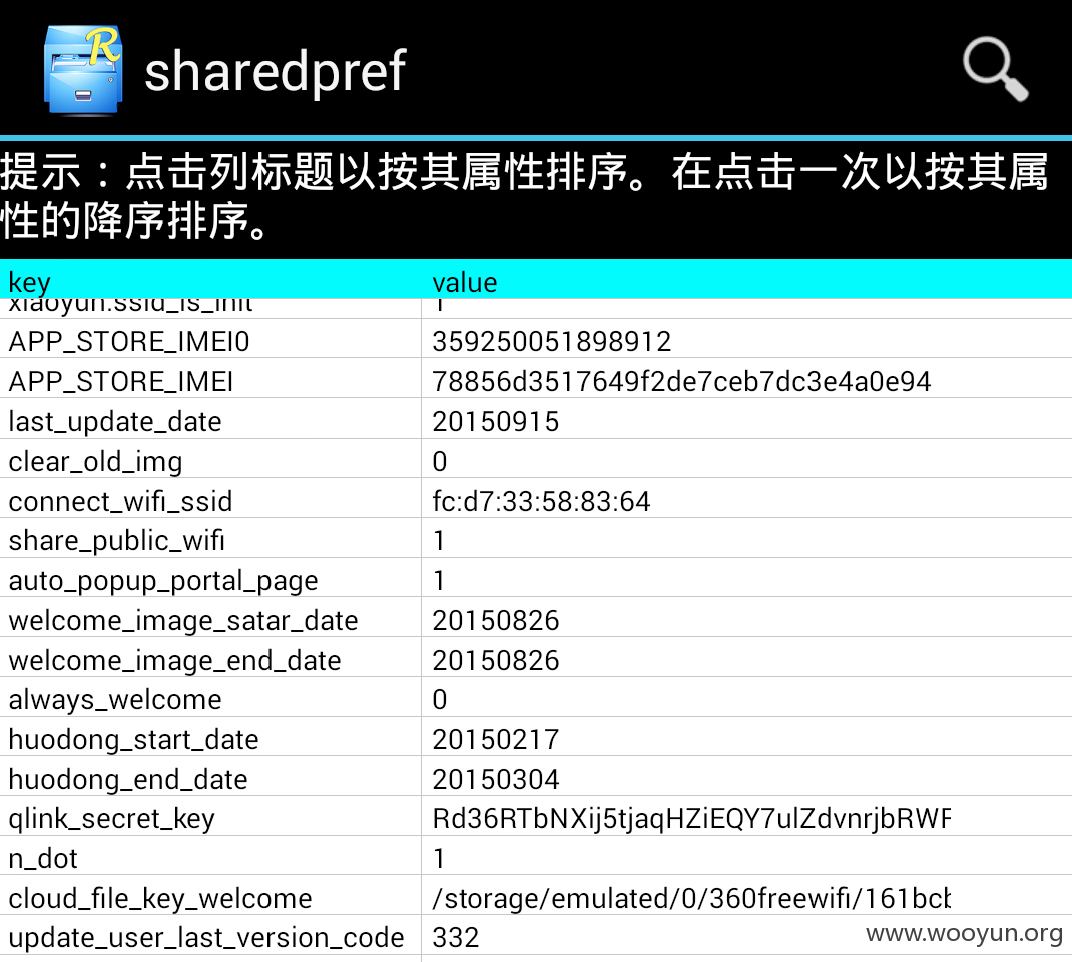 R
sharedpref
提示：点击列标题以按其属性排序。在点击一次以按其属
性的降序排序。
key value
xiaoyun.ssid_is_init 1
APP_STORE_IMEI0 359250051898912
APP_STORE_IMEI 78856d3517649f2de7ceb7dc3e4a0e94
last_update_date 20150915
clear_old_img 0
connect_wifi_ssid fc:d7:33:58:83:64
share_public_wifi 1
auto_popup_portal_page 1
welcome_image_satar_date 20150826
welcome_image_end_date 20150826
always_welcome 0
huodong_start_date 20150217
huodong_end_date 20150304
qlink_secret_key Rd36RTbNXij5tjaqHZiEQY7ulZdvnrjbRWF
n_dot 1
cloud_file_key_welcome /storage/emulated/0/360freewifi/161bcb
update_user_last_version_code 332
www.wooyun.org